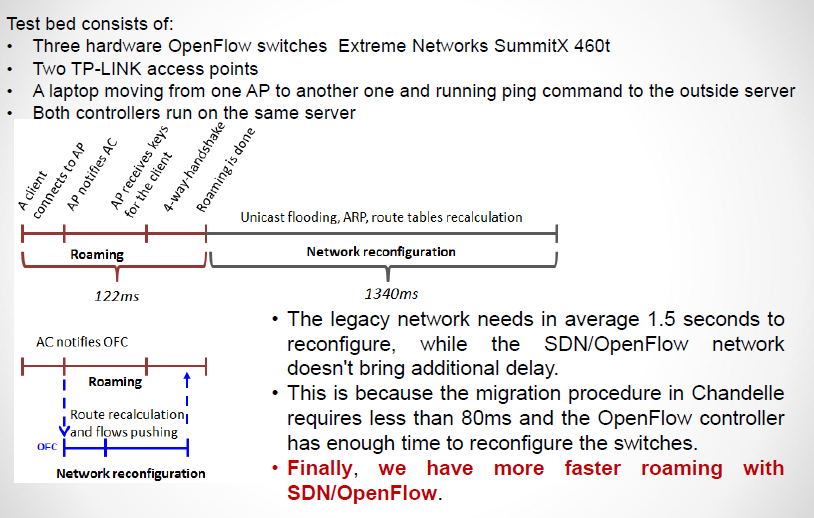 Test bed consists of:
• Three hardware OpenFlow switches Extreme Networks SummitX 460t
• Two TP-LINK access points
• A laptop moving from one AP to another one and running ping command to the outside server
• Both controllers run on the same server
A client
connects to AP
AP notifies AC
AP receives keys
for the client
4-way-handshake
Roaming is done
Unicast flooding, ARP, route tables recalculation
Roaming
Network reconfiguration
122ms
1340ms
AC notifies OFC
Roaming
Route recalculation
and flows pushing
OFC
Network reconfiguration
• The legacy network needs in average 1.5 seconds to
reconfigure, while the SDN/OpenFlow network
doesn't bring additional delay.
• This is because the migration procedure in Chandelle
requires less than 80ms and the OpenFlow controller
has enough time to reconfigure the switches.
• Finally, we have more faster roaming with
SDN/OpenFlow.